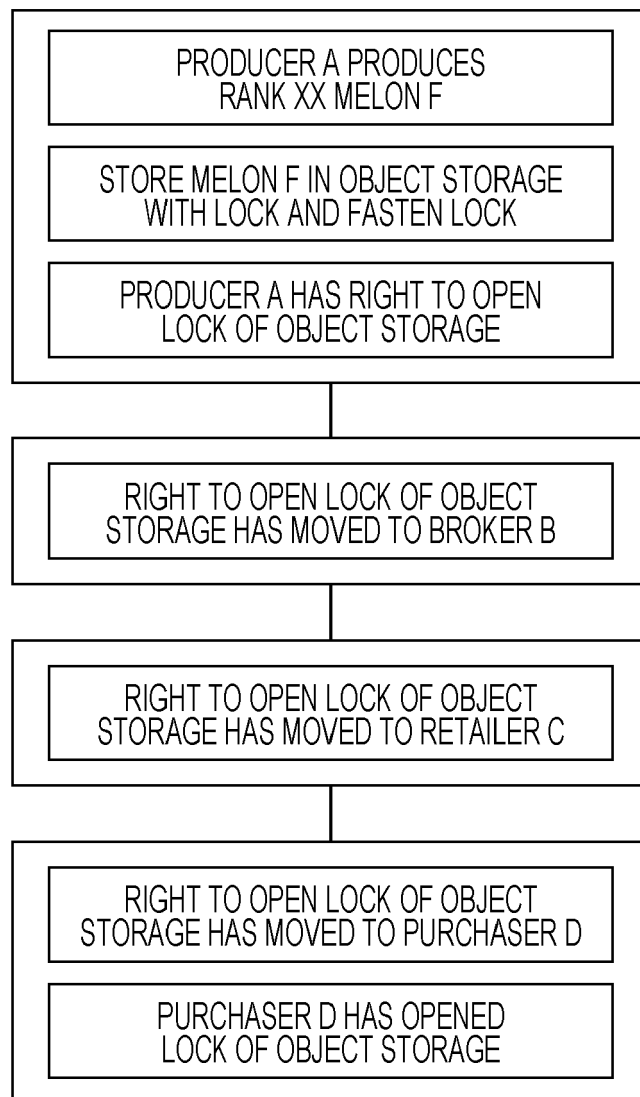 PRODUCER A PRODUCES
RANK XX MELON F
STORE MELON F IN OBJECT STORAGE
WITH LOCK AND FASTEN LOCK
PRODUCER A HAS RIGHT TO OPEN
LOCK OF OBJECT STORAGE
RIGHT TO OPEN LOCK OF OBJECT
STORAGE HAS MOVED TO BROKER B
RIGHT TO OPEN LOCK OF OBJECT
STORAGE HAS MOVED TO RETAILER C
RIGHT TO OPEN LOCK OF OBJECT
STORAGE HAS MOVED TO PURCHASER D
PURCHASER D HAS OPENED
LOCK OF OBJECT STORAGE